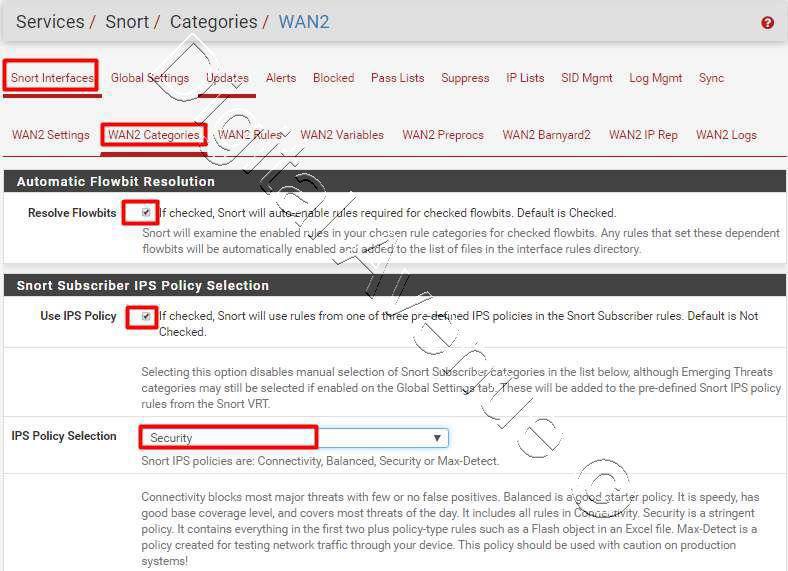 Services / Snort / Categories / WAN2
Snort Interfaces Global Settings Updates Alerts Blocked Pass Lists Suppress IP Lists SID Mgmt Log Mgmt Sync
WAN2 Settings WAN2 Categories WAN2 Rules WAN2 Variables WAN2 Preprocs WAN2 Barnyard2 WAN2 IP Rep WAN2 Logs
Automatic Flowbit Resolution
Resolve Flowbits If checked, Snort will auto-enable rules required for checked flowbits. Default is Checked.
Snort will examine the enabled rules in your chosen rule categories for checked flowbits. Any rules that set these dependent
flowbits will be automatically enabled and added to the list of files in the interface rules directory.
Snort Subscriber IPS Policy Selection
Use IPS Policy If checked, Snort will use rules from one of three pre-defined IPS policies in the Snort Subscriber rules. Default is Not
Checked.
Selecting this option disables manual selection of Snort Subscriber categories in the list below, although Emerging Threats
categories may still be selected if enabled on the Global Settings tab. These will be added to the pre-defined Snort IPS policy
rules from the Snort VRT.
IPS Policy Selection Security
Snort IPS policies are: Connectivity, Balanced, Security or Max-Detect.
Connectivity blocks most major threats with few or no false positives. Balanced is a good starter policy. It is speedy, has
good base coverage level, and covers most threats of the day. It includes all rules in Connectivity. Security is a stringent
policy. It contains everything in the first two plus policy-type rules such as a Flash object in an Excel file. Max-Detect is a
policy created for testing network traffic through your device. This policy should be used with caution on production
systems!